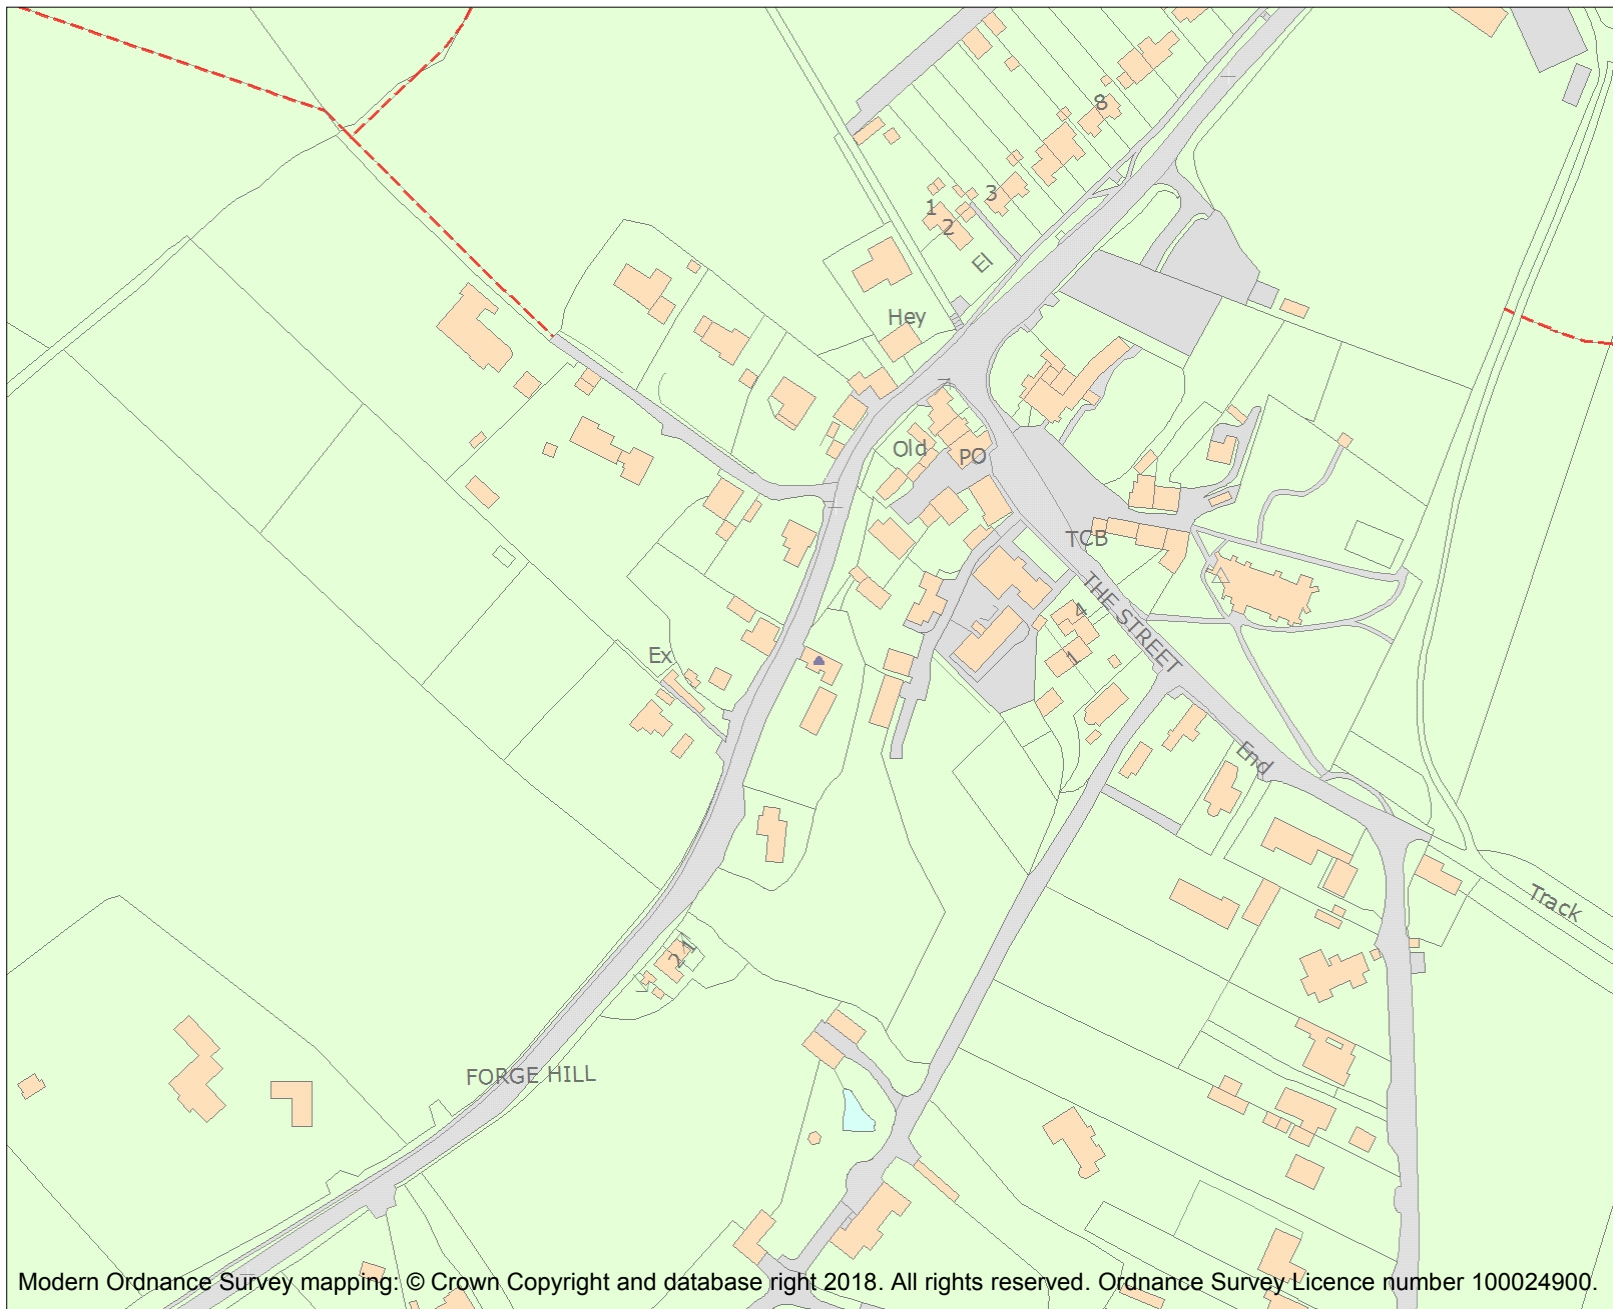 8
3
1
2
El
Hey
Old
PO
TCB
THE STREET
4
1
Ex
End
Track
2
1
FORGE HILL
Modern Ordnance Survey mapping: © Crown Copyright and database right 2018. All rights reserved. Ordnance Survey Licence number 100024900.